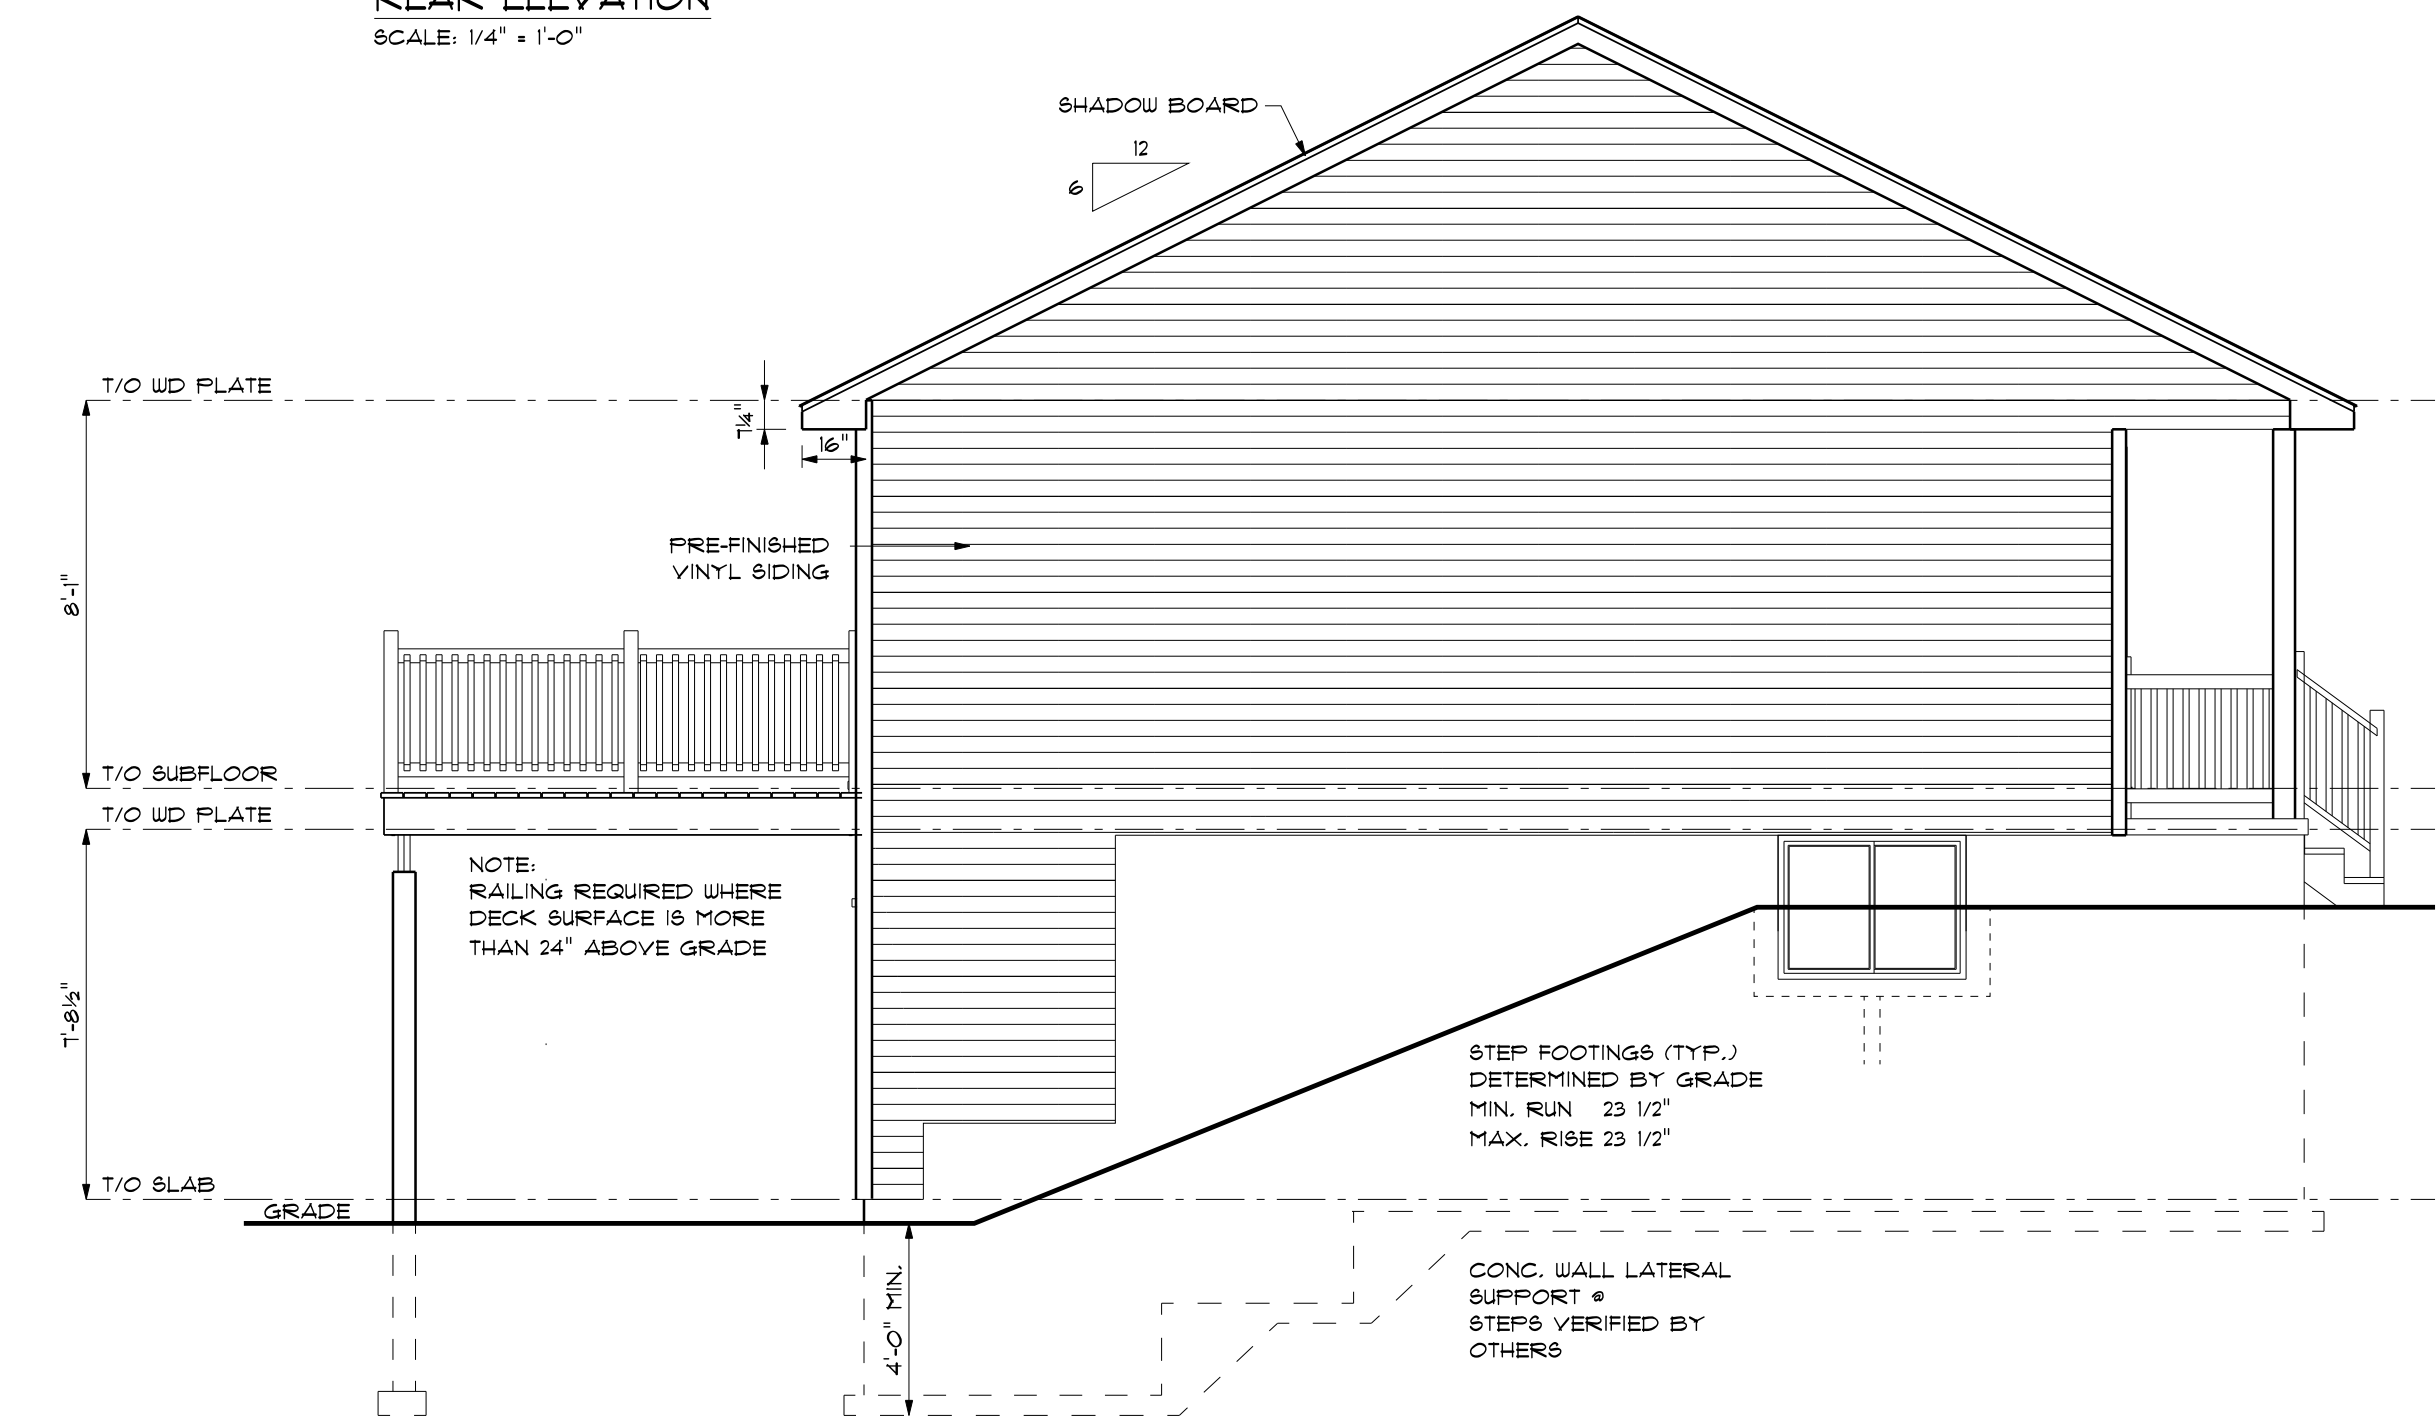 REAR ELEVATION
SCALE: 1/4" = 1'-0"
SHADOW BOARD
12
6
T/O WD PLATE
7¼"
16"
PRE-FINISHED
VINYL SIDING
8'-1"
T/O SUBFLOOR
T/O WD PLATE
NOTE:
RAILING REQUIRED WHERE
DECK SURFACE IS MORE
THAN 24" ABOVE GRADE
7'-8½"
STEP FOOTINGS (TYP.)
DETERMINED BY GRADE
MIN. RUN 23 1/2"
MAX. RISE 23 1/2"
T/O SLAB
GRADE
4'-0" MIN.
CONC. WALL LATERAL
SUPPORT @
STEPS VERIFIED BY
OTHERS